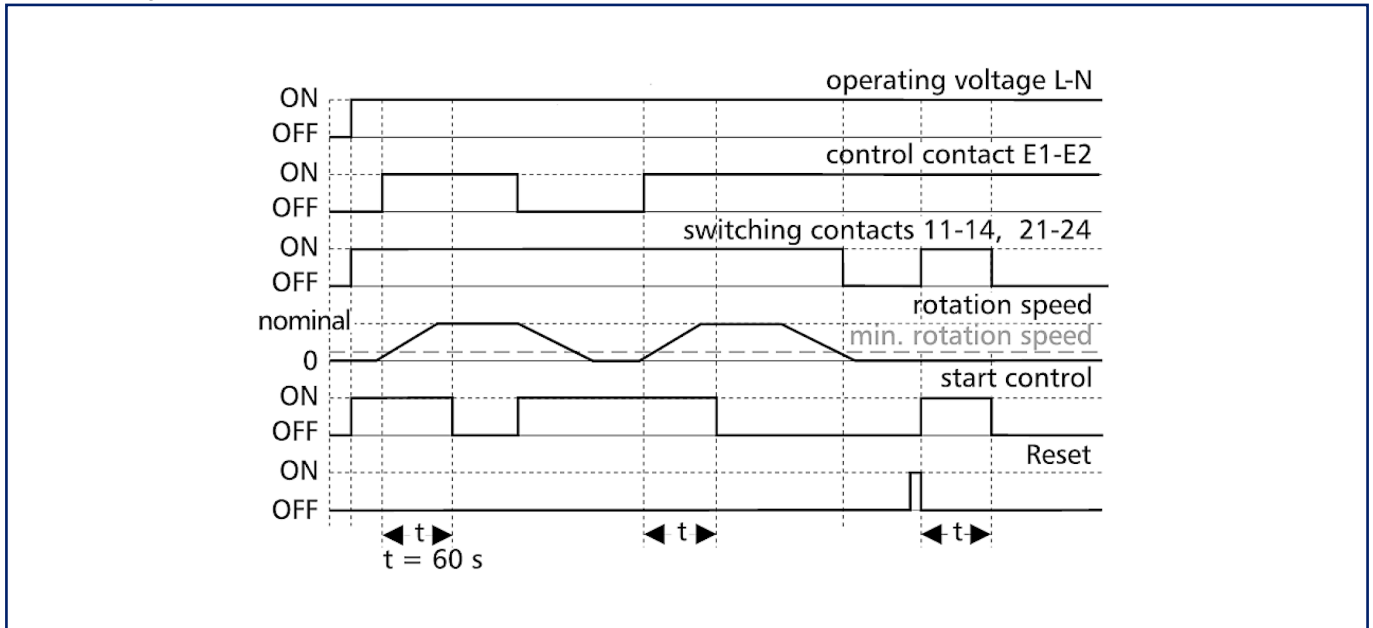 operating voltage L-N
ON
OFF
control contact E1-E2
ON
OFF
switching contacts 11-14, 21-24
ON
OFF
rotation speed
nominal
min. rotation speed
0
start control
ON
OFF
Reset
ON
OFF
t
t
t
t = 60 s